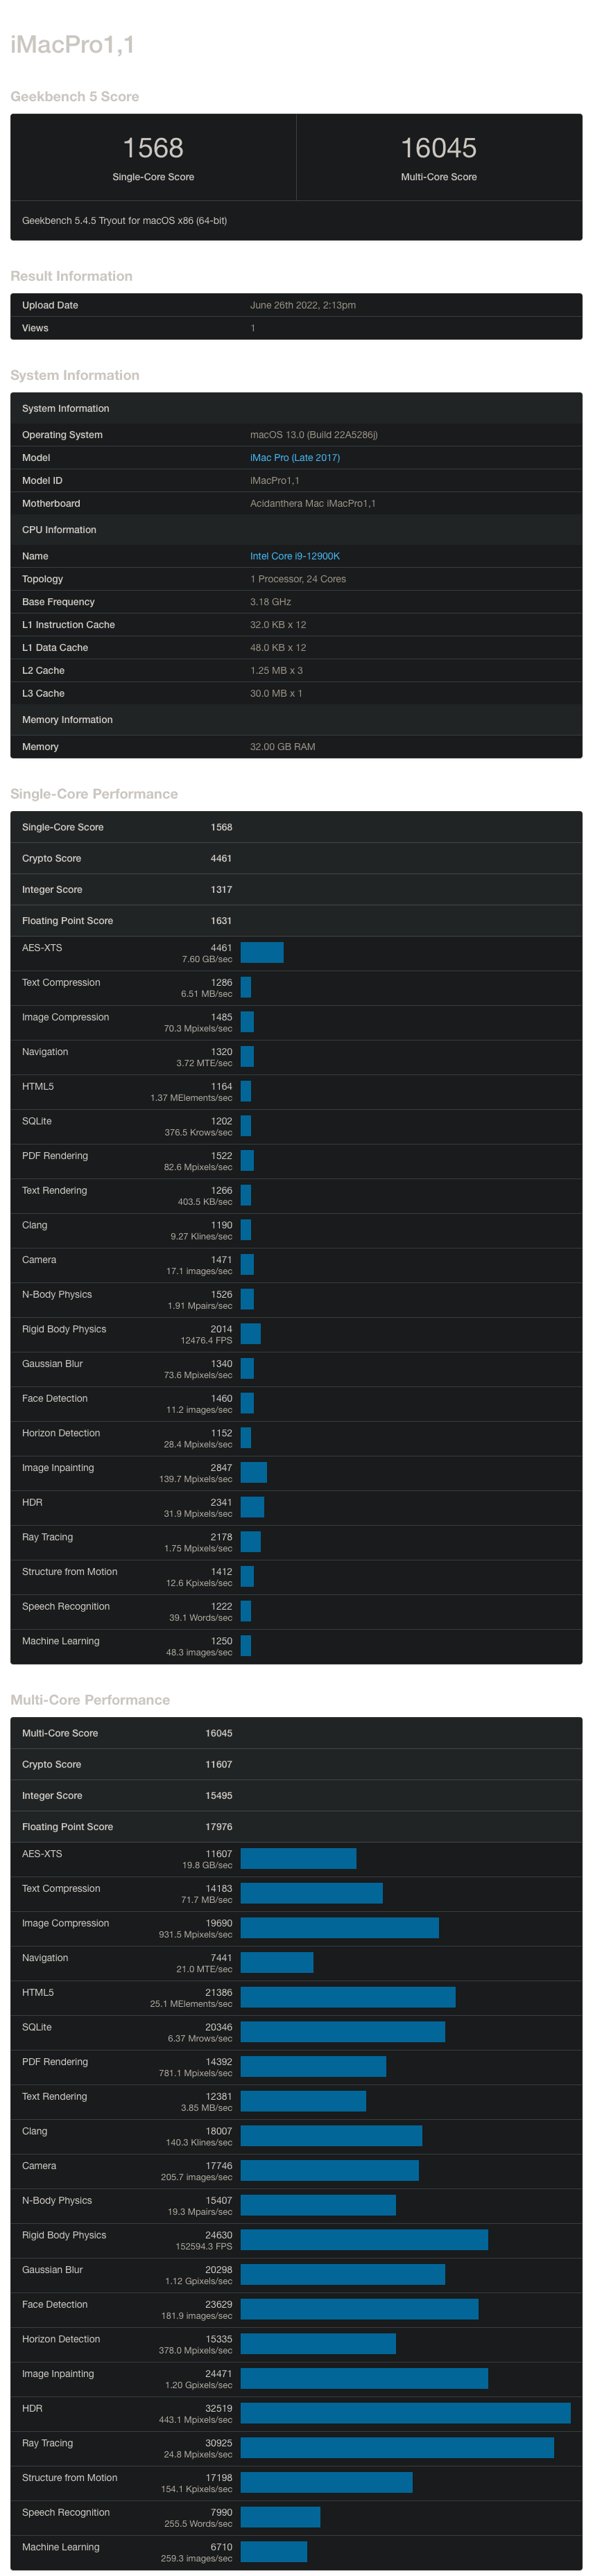 iMacPro1,1
Geekbench 5 Score
1568 16045
Single-Core Score Multi-Core Score
Geekbench 5.4.5 Tryout for macOS x86 (64-bit)
Result Information
Upload Date June 26th 2022, 2:13pm
Views 1
System Information
System Information
Operating System macOS 13.0 (Build 22A5286j)
Model iMac Pro (Late 2017)
Model ID iMacPro1,1
Motherboard Acidanthera Mac iMacPro1,1
CPU Information
Name Intel Core i9-12900K
Topology 1 Processor, 24 Cores
Base Frequency 3.18 GHz
L1 Instruction Cache 32.0 KB x 12
L1 Data Cache 48.0 KB x 12
L2 Cache 1.25 MB x 3
L3 Cache 30.0 MB x 1
Memory Information
Memory 32.00 GB RAM
Single-Core Performance
Single-Core Score 1568
Crypto Score 4461
Integer Score 1317
Floating Point Score 1631
AES-XTS 4461
7.60 GB/sec
Text Compression 1286
6.51 MB/sec
Image Compression 1485
70.3 Mpixels/sec
Navigation 1320
3.72 MTE/sec
HTML5 1164
1.37 MElements/sec
SQLite 1202
376.5 Krows/sec
PDF Rendering 1522
82.6 Mpixels/sec
Text Rendering 1266
403.5 KB/sec
Clang 1190
9.27 Klines/sec
Camera 1471
17.1 images/sec
N-Body Physics 1526
1.91 Mpairs/sec
Rigid Body Physics 2014
12476.4 FPS
Gaussian Blur 1340
73.6 Mpixels/sec
Face Detection 1460
11.2 images/sec
Horizon Detection 1152
28.4 Mpixels/sec
Image Inpainting 2847
139.7 Mpixels/sec
HDR 2341
31.9 Mpixels/sec
Ray Tracing 2178
1.75 Mpixels/sec
Structure from Motion 1412
12.6 Kpixels/sec
Speech Recognition 1222
39.1 Words/sec
Machine Learning 1250
48.3 images/sec
Multi-Core Performance
Multi-Core Score 16045
Crypto Score 11607
Integer Score 15495
Floating Point Score 17976
AES-XTS 11607
19.8 GB/sec
Text Compression 14183
71.7 MB/sec
Image Compression 19690
931.5 Mpixels/sec
Navigation 7441
21.0 MTE/sec
HTML5 21386
25.1 MElements/sec
SQLite 20346
6.37 Mrows/sec
PDF Rendering 14392
781.1 Mpixels/sec
Text Rendering 12381
3.85 MB/sec
Clang 18007
140.3 Klines/sec
Camera 17746
205.7 images/sec
N-Body Physics 15407
19.3 Mpairs/sec
Rigid Body Physics 24630
152594.3 FPS
Gaussian Blur 20298
1.12 Gpixels/sec
Face Detection 23629
181.9 images/sec
Horizon Detection 15335
378.0 Mpixels/sec
Image Inpainting 24471
1.20 Gpixels/sec
HDR 32519
443.1 Mpixels/sec
Ray Tracing 30925
24.8 Mpixels/sec
Structure from Motion 17198
154.1 Kpixels/sec
Speech Recognition 7990
255.5 Words/sec
Machine Learning 6710
259.3 images/sec